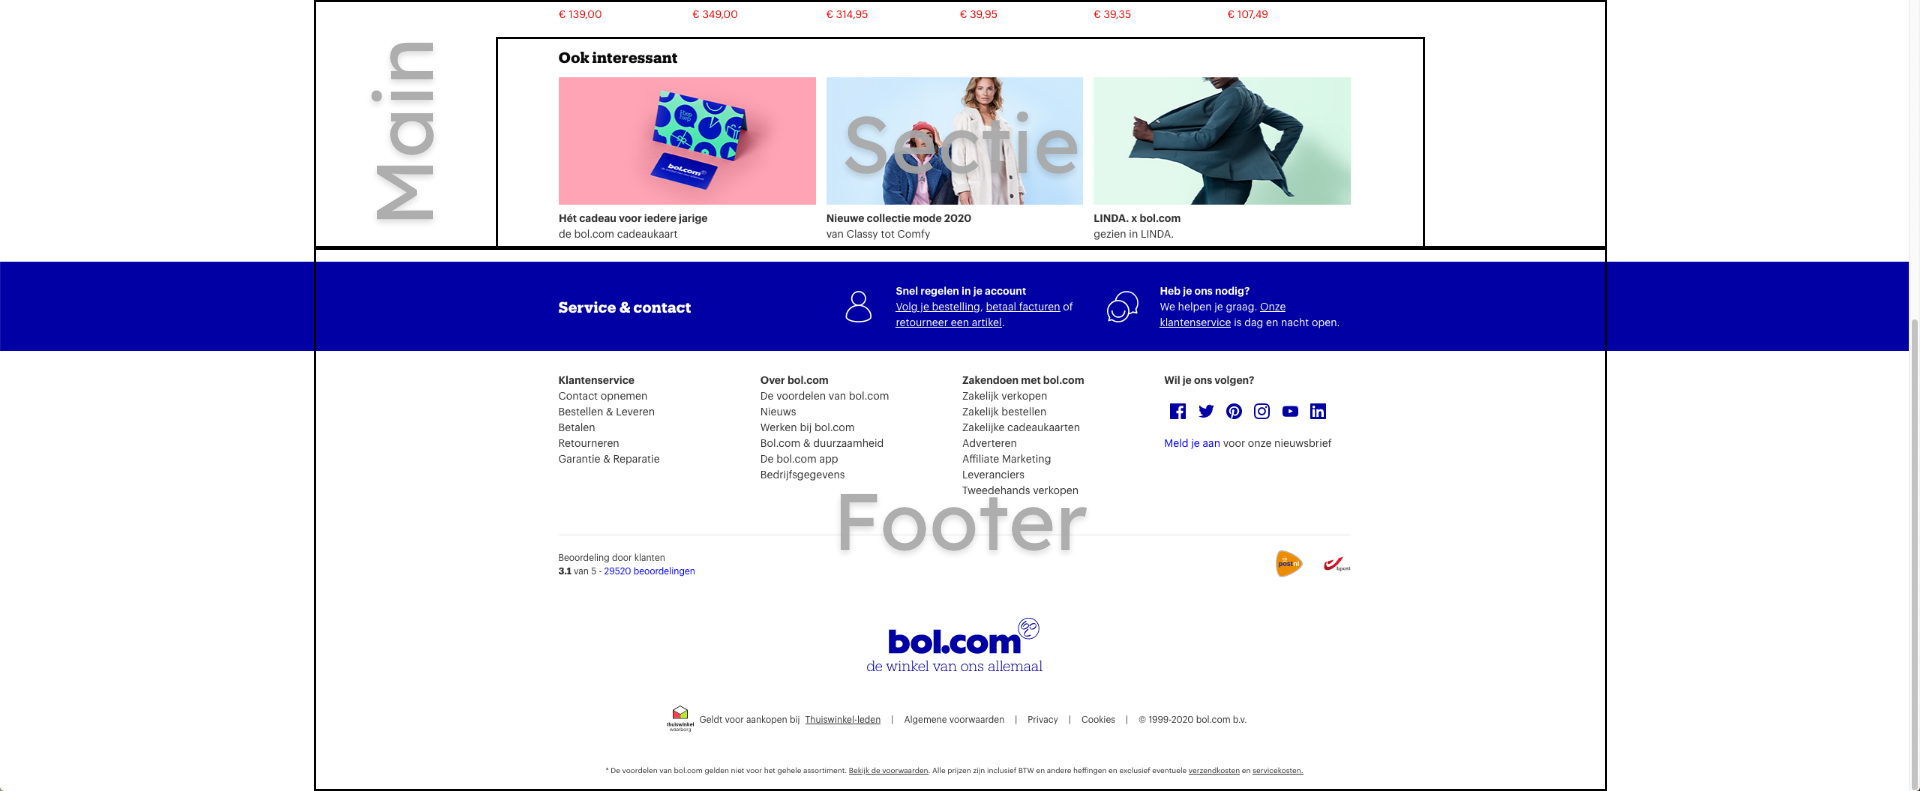 € 139,00 € 349,00 € 314,95 € 39,95 € 39,35 € 107,49
Main
Ook interessant
Sectie
bol.com
Hét cadeau voor iedere jarige
de bol.com cadeaukaart
Nieuwe collectie mode 2020
van Classy tot Comfy
LINDA. x bol.com
gezien in LINDA.
Service & contact
Snel regelen in je account
Volg je bestelling, betaal facturen of
retourneer een artikel.
Heb je ons nodig?
We helpen je graag. Onze
klantenservice is dag en nacht open.
Klantenservice
Contact opnemen
Bestellen & Leveren
Betalen
Retourneren
Garantie & Reparatie
Over bol.com
De voordelen van bol.com
Nieuws
Werken bij bol.com
Bol.com & duurzaamheid
De bol.com app
Bedrijfsgegevens
Zakendoen met bol.com
Zakelijk verkopen
Zakelijk bestellen
Zakelijke cadeaukaarten
Adverteren
Affiliate Marketing
Leveranciers
Tweedehands verkopen
Wil je ons volgen?
Meld je aan voor onze nieuwsbrief
Footer
Beoordeling door klanten
3.1 van 5 - 29520 beoordelingen
postnl
bpost
bol.com
de winkel van ons allemaal
thuiswinkel
waarborg
Geldt voor aankopen bij Thuiswinkel-leden | Algemene voorwaarden | Privacy | Cookies | © 1999-2020 bol.com b.v.
* De voordelen van bol.com gelden niet voor het gehele assortiment. Bekijk de voorwaarden. Alle prijzen zijn inclusief BTW en andere heffingen en exclusief eventuele verzendkosten en servicekosten.